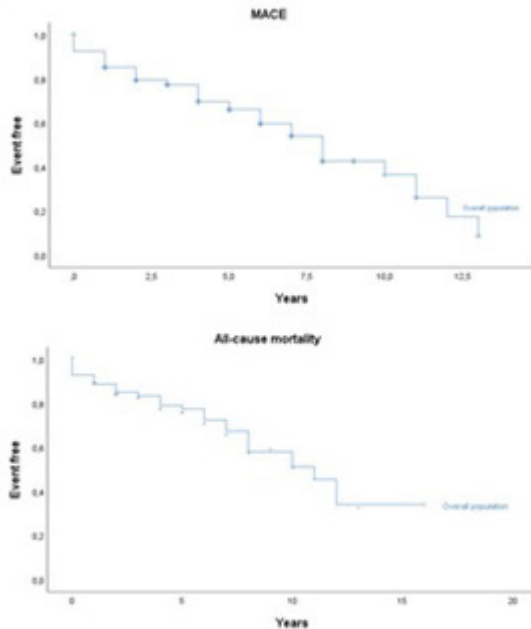 MACE
1,0
0,8
0,6
0,4
0,2
0,0
Event free
Overall population
,0 2,5 5,0 7,5 10,0 12,5
Years
All-cause mortality
1,0
0,8
0,6
0,4
0,2
0,0
Event free
Overall population
0 5 10 15 20
Years